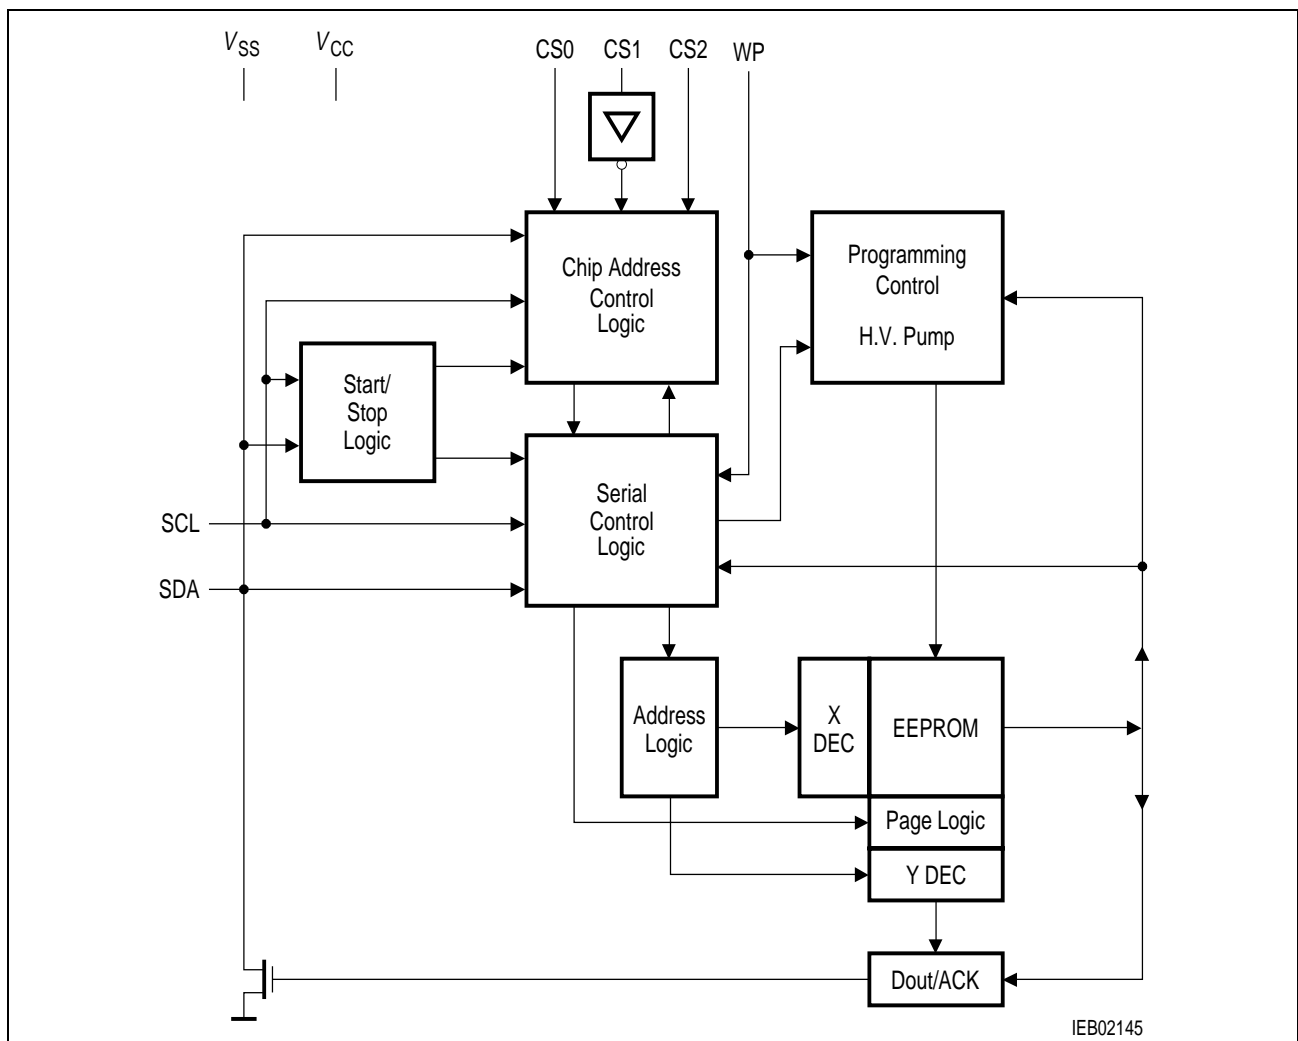 VSS VCC CS0 CS1 CS2 WP
Chip Address
Control
Logic
Programming
Control
H.V. Pump
Start/
Stop
Logic
Serial
Control
Logic
SCL
SDA
Address
Logic
X
DEC
EEPROM
Page Logic
Y DEC
Dout/ACK
IEB02145